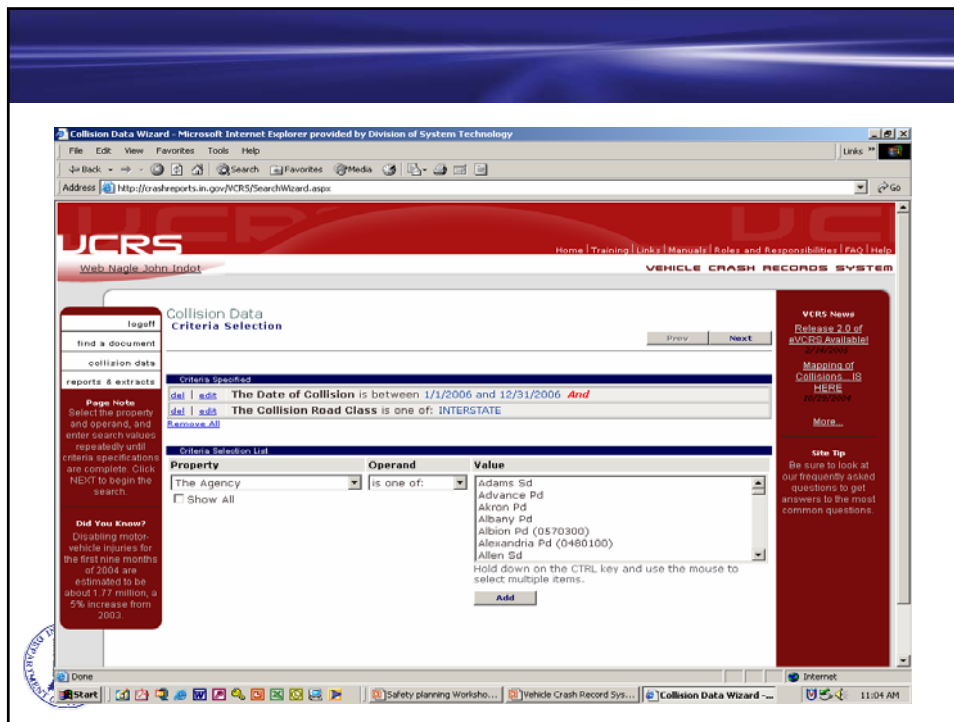 Collision Data Wizard - Microsoft Internet Explorer provided by Division of System Technology
File Edit View Favorites Tools Help
Links »
Back Search Favorites Media
Address http://crashreports.in.gov/VCRS/SearchWizard.aspx Go
UCRS
Home | Training | Links | Manuals | Roles and Responsibilities | FAQ | Help
Web Nagle John Indot
VEHICLE CRASH RECORDS SYSTEM
logoff
find a document
collision data
reports & extracts
Page Note
Select the property
and operand, and
enter search values
repeatedly until
criteria specifications
are complete. Click
NEXT to begin the
search.
Did You Know?
Disabling motor-
vehicle injuries for
the first nine months
of 2004 are
estimated to be
about 1.77 million, a
5% increase from
2003.
Collision Data
Criteria Selection
Prev Next
Criteria Specified
del | edit The Date of Collision is between 1/1/2006 and 12/31/2006 And
del | edit The Collision Road Class is one of: INTERSTATE
Remove All
Criteria Selection List
Property Operand Value
The Agency is one of:
Show All
Adams Sd
Advance Pd
Akron Pd
Albany Pd
Albion Pd (0570300)
Alexandria Pd (0480100)
Allen Sd
Hold down on the CTRL key and use the mouse to
select multiple items.
Add
VCRS News
Release 2.0 of
eVCRS Available!
Mapping of
Collisions... IS
HERE
More...
Site Tip
Be sure to look at
our frequently asked
questions to get
answers to the most
common questions.
Done
Internet
Start Safety planning Worksho... Vehicle Crash Record Sys... Collision Data Wizard -... 11:04 AM